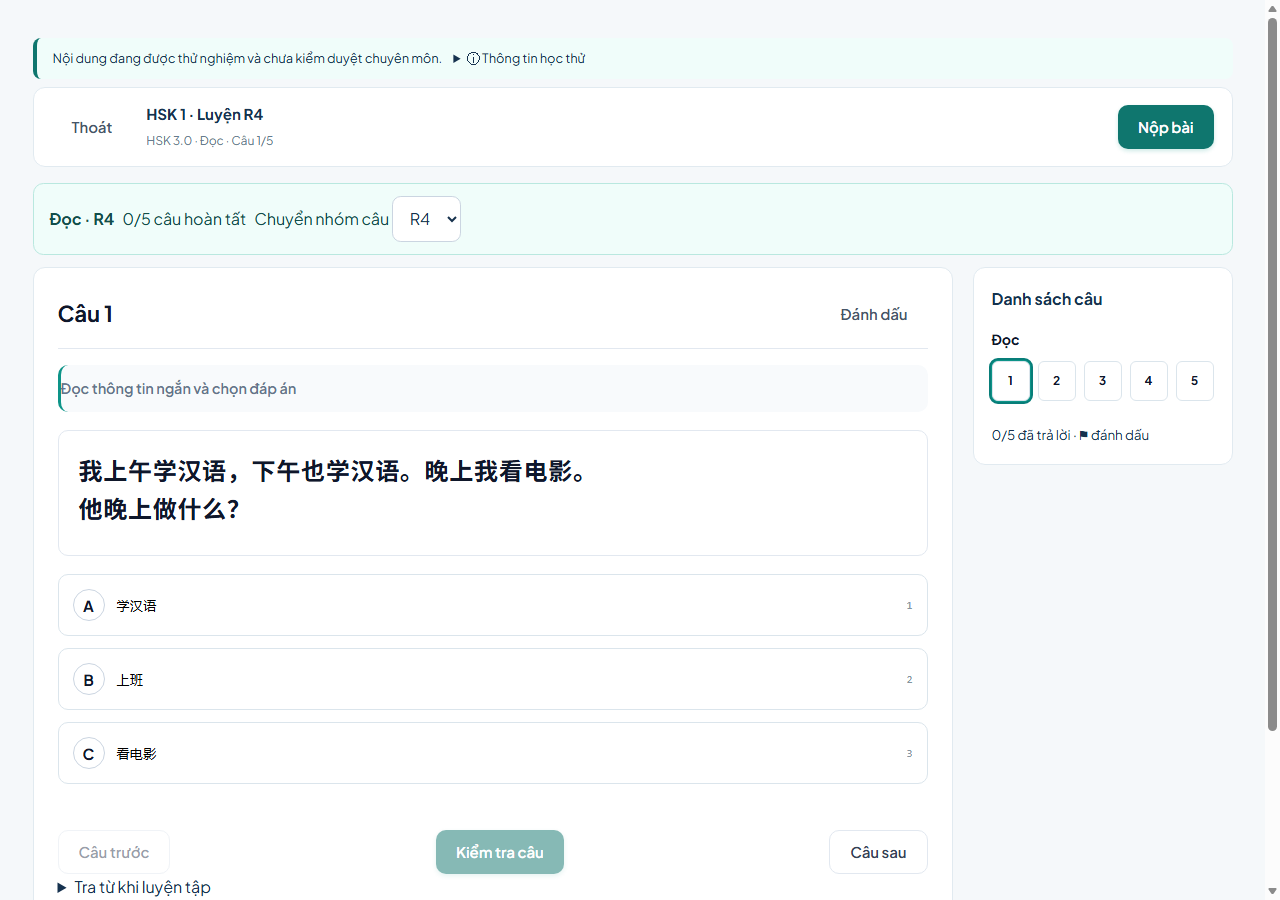 Nội dung đang được thử nghiệm và chưa kiểm duyệt chuyên môn. ▶ ⓘ Thông tin học thử
Thoát
HSK 1 · Luyện R4
HSK 3.0 · Đọc · Câu 1/5
Nộp bài
Đọc · R4 0/5 câu hoàn tất Chuyển nhóm câu R4
Câu 1
Đánh dấu
Đọc thông tin ngắn và chọn đáp án
我上午学汉语，下午也学汉语。晚上我看电影。
他晚上做什么？
A 学汉语 1
B 上班 2
C 看电影 3
Câu trước
Kiểm tra câu
Câu sau
▶ Tra từ khi luyện tập
Danh sách câu
Đọc
1 2 3 4 5
0/5 đã trả lời · ⚑ đánh dấu